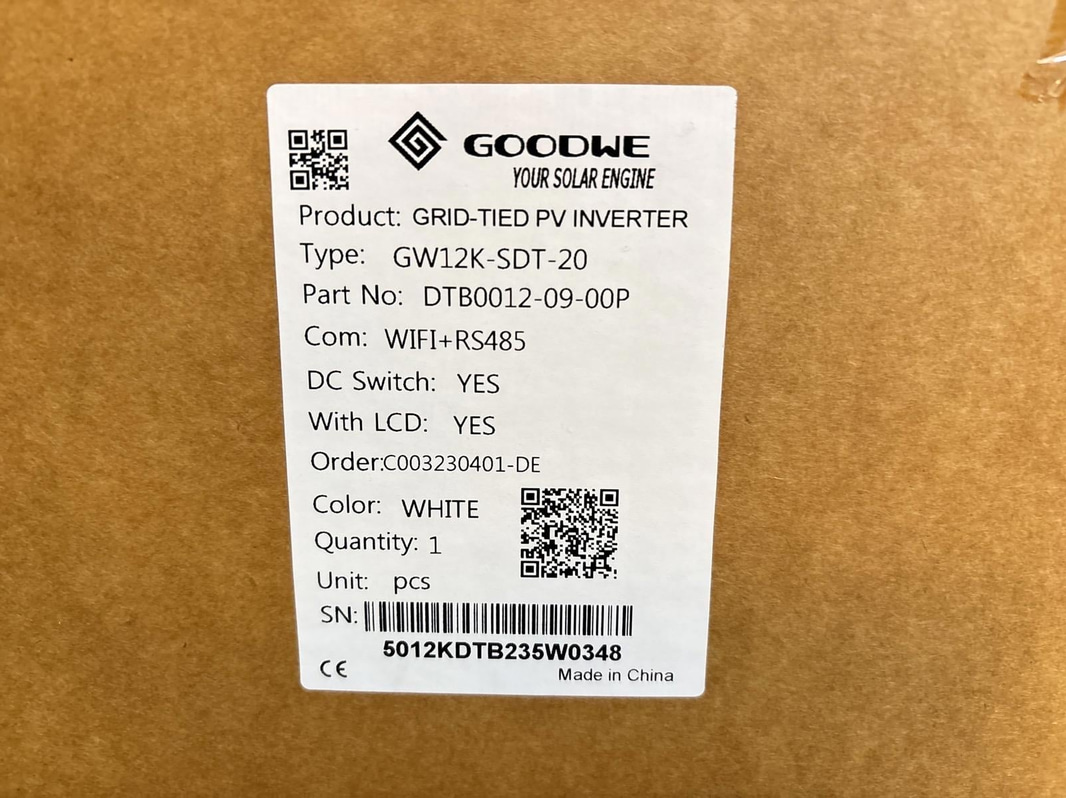 GOODWE
YOUR SOLAR ENGINE
Product: GRID-TIED PV INVERTER
Type: GW12K-SDT-20
Part No: DTB0012-09-00P
Com: WIFI+RS485
DC Switch: YES
With LCD: YES
Order:C003230401-DE
Color: WHITE
Quantity: 1
Unit: pcs
SN:
5012KDTB235W0348
CE Made in China